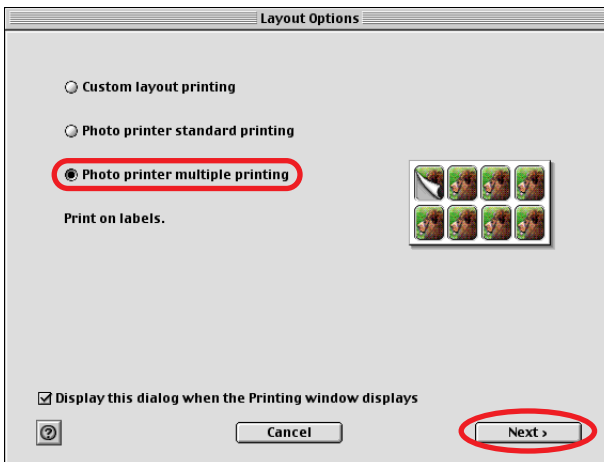 Layout Options
Custom layout printing
Photo printer standard printing
Photo printer multiple printing
Print on labels.
Display this dialog when the Printing window displays
?
Cancel
Next ›